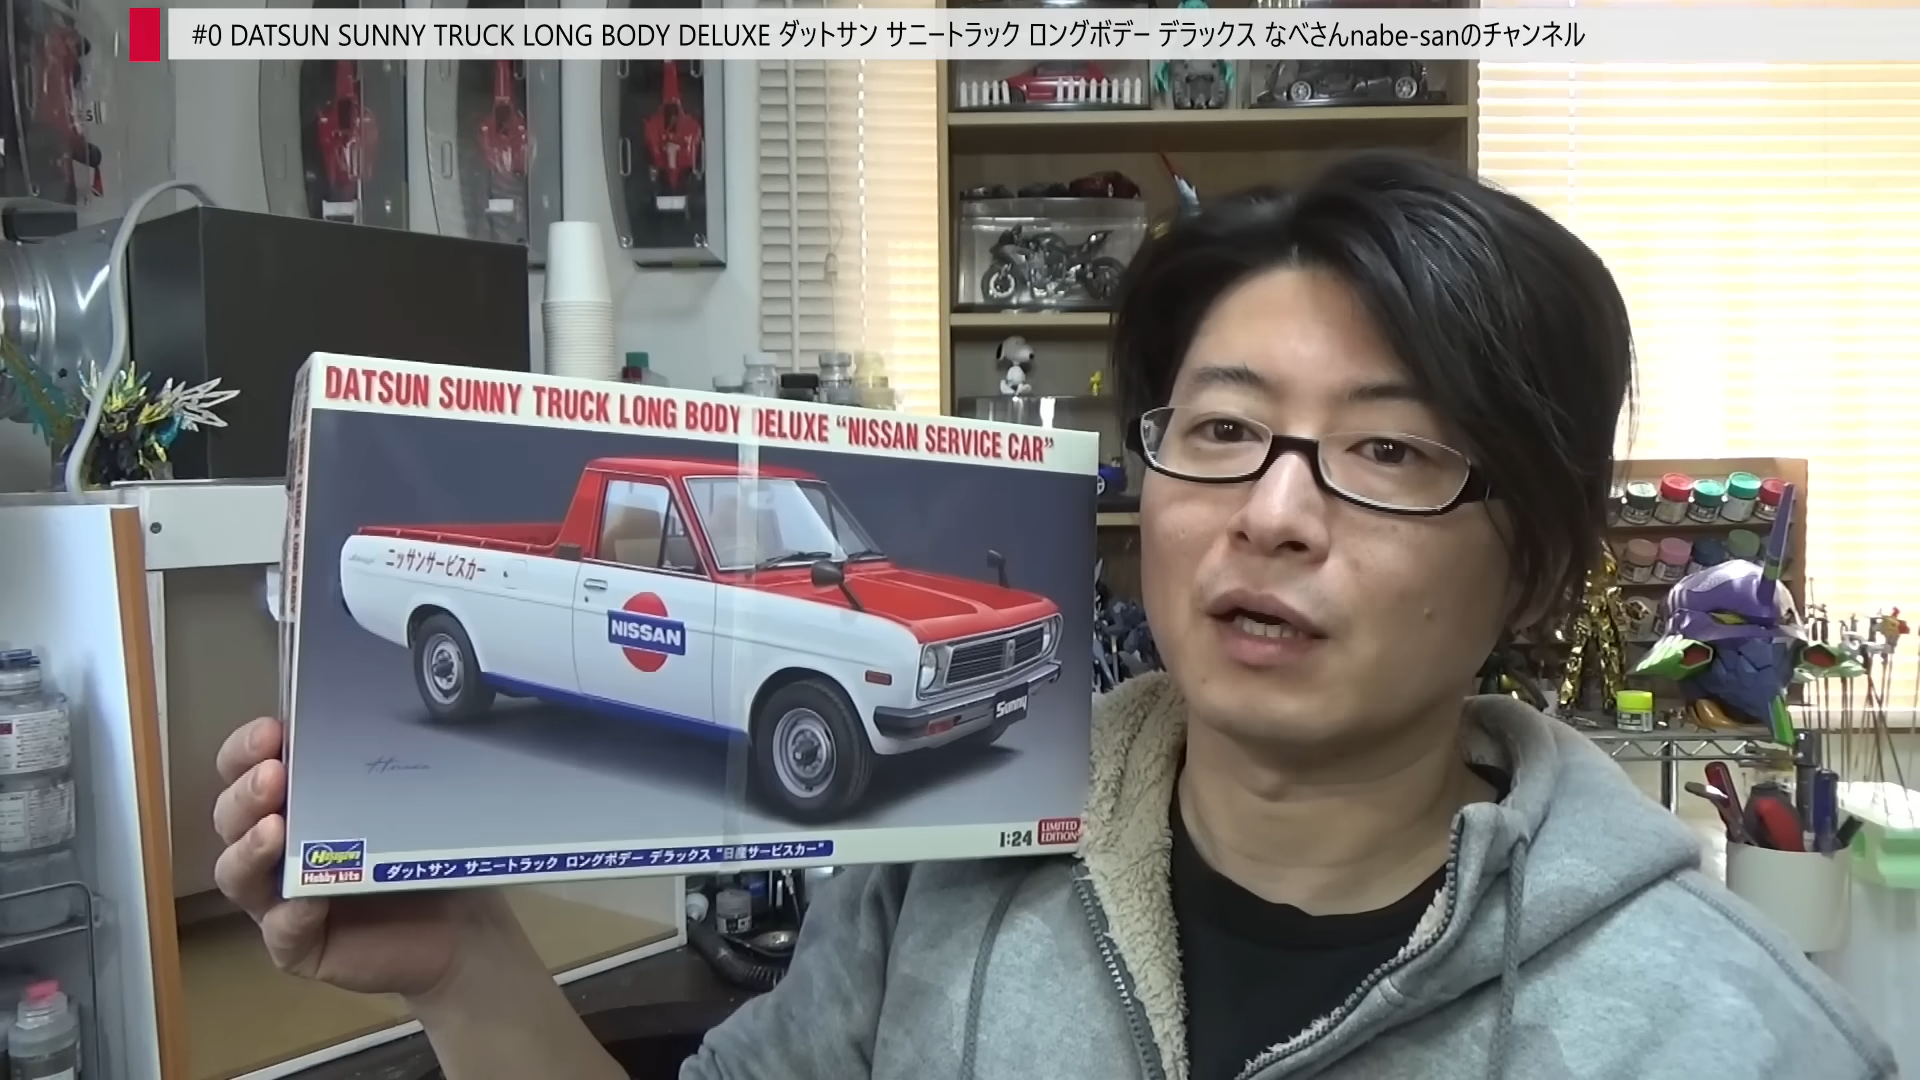 #0 DATSUN SUNNY TRUCK LONG BODY DELUXE ダットサン サニートラック ロングボデー デラックス なべさんnabe-sanのチャンネル
DATSUN SUNNY TRUCK LONG BODY DELUXE “NISSAN SERVICE CAR”
ニッサンサービスカー
NISSAN
Sunny
1:24
LIMITED EDITION
Hasegawa
Hobby kits
ダットサン サニートラック ロングボデー デラックス “日産サービスカー”